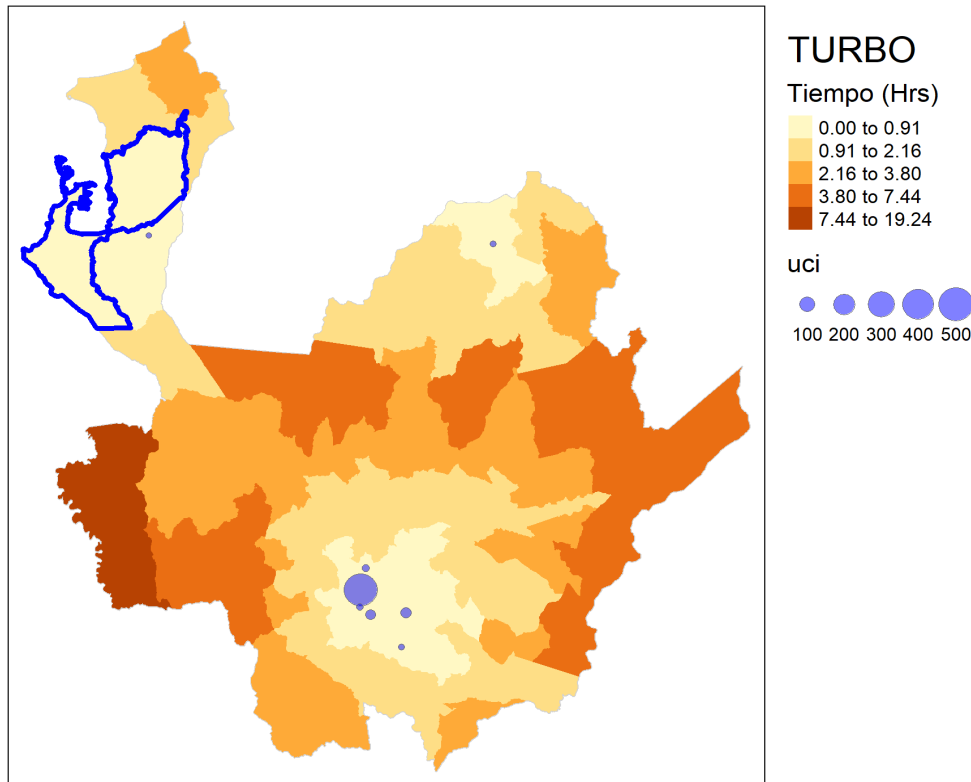 TURBO
Tiempo (Hrs)
0.00 to 0.91
0.91 to 2.16
2.16 to 3.80
3.80 to 7.44
7.44 to 19.24
uci
100 200 300 400 500